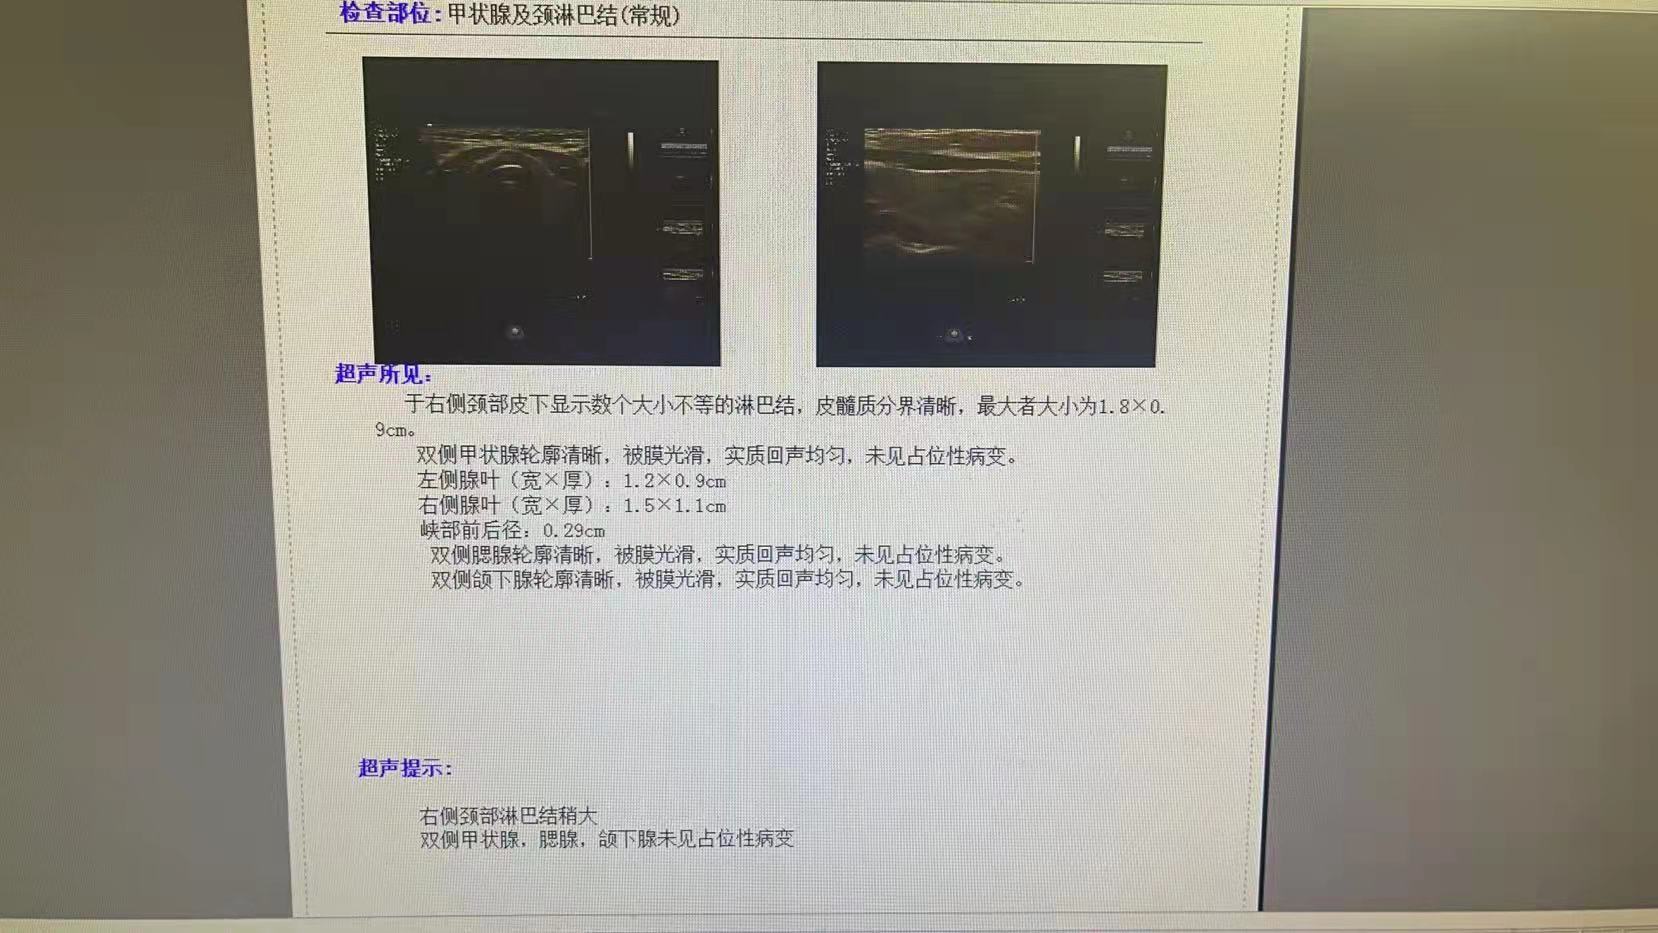 检查部位:甲状腺及颈淋巴结(常规)
超声所见:
于右侧颈部皮下显示数个大小不等的淋巴结，皮髓质分界清晰，最大者大小为1.8×0.
9cm。
双侧甲状腺轮廓清晰，被膜光滑，实质回声均匀，未见占位性病变。
左侧腺叶（宽×厚）：1.2×0.9cm
右侧腺叶（宽×厚）：1.5×1.1cm
峡部前后径：0.29cm
双侧腮腺轮廓清晰，被膜光滑，实质回声均匀，未见占位性病变。
双侧颌下腺轮廓清晰，被膜光滑，实质回声均匀，未见占位性病变。
超声提示:
右侧颈部淋巴结稍大
双侧甲状腺，腮腺，颌下腺未见占位性病变